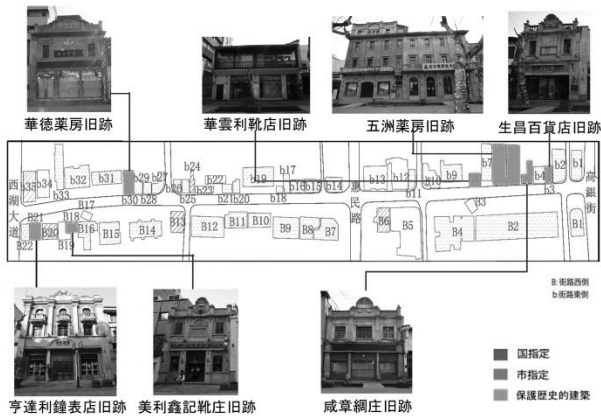 華徳薬房旧跡
華雲利靴店旧跡
五洲薬房旧跡
生昌百貨店旧跡
西湖大道
惠民路
高銀街
b35
b34
b33
b32
b31
b30
b29
b28
b27
b26
b25
b24
b23
b22
b21
b20
b19
b18
b17
b16
b15
b14
b13
b12
b11
b10
b9
b7
b4
b3
b2
b1
B22
B21
B20
B19
B18
B17
B16
B15
B14
B13
B12
B11
B10
B9
B8
B7
B6
B5
B4
B3
B2
B1
B: 街路西側
b:街路東側
亨達利鐘表店旧跡
美利鑫記靴庄旧跡
咸章綢庄旧跡
国指定
市指定
保護歴史的建築